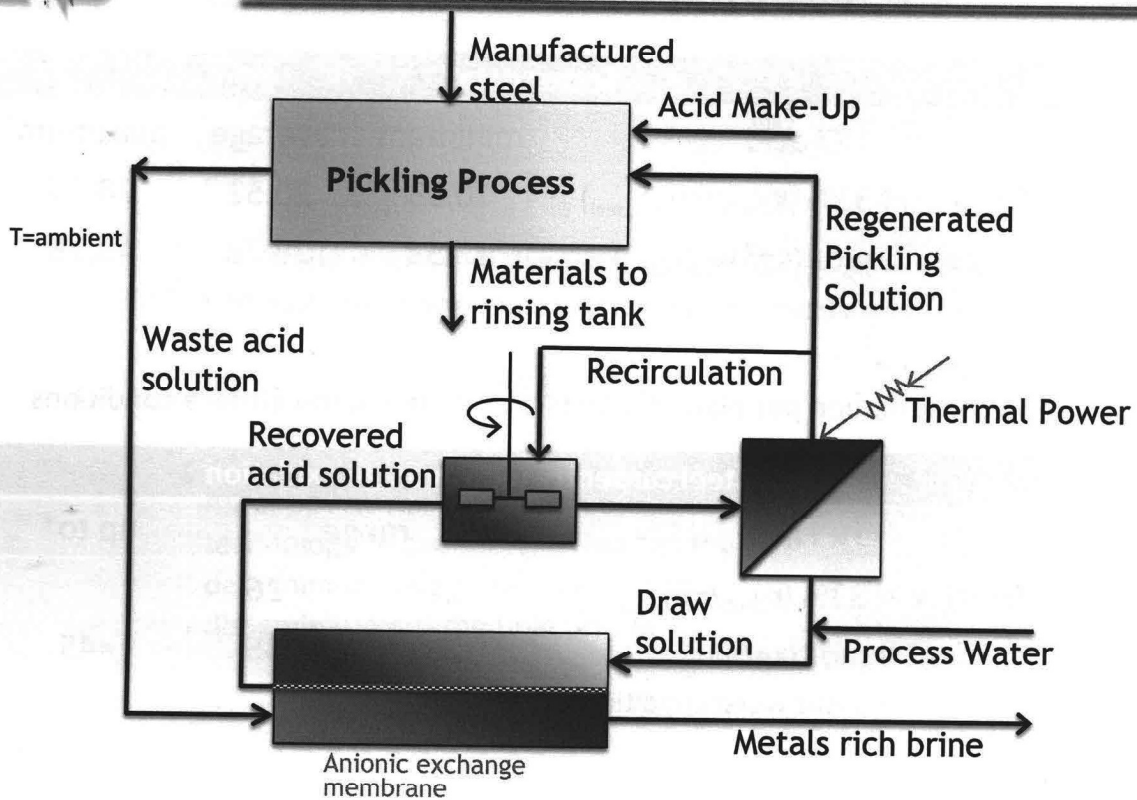 Manufactured
steel
Acid Make-Up
Pickling Process
T=ambient
Regenerated
Pickling
Solution
Materials to
rinsing tank
Waste acid
solution
Recirculation
Thermal Power
Recovered
acid solution
Draw
solution
Process Water
Metals rich brine
Anionic exchange
membrane